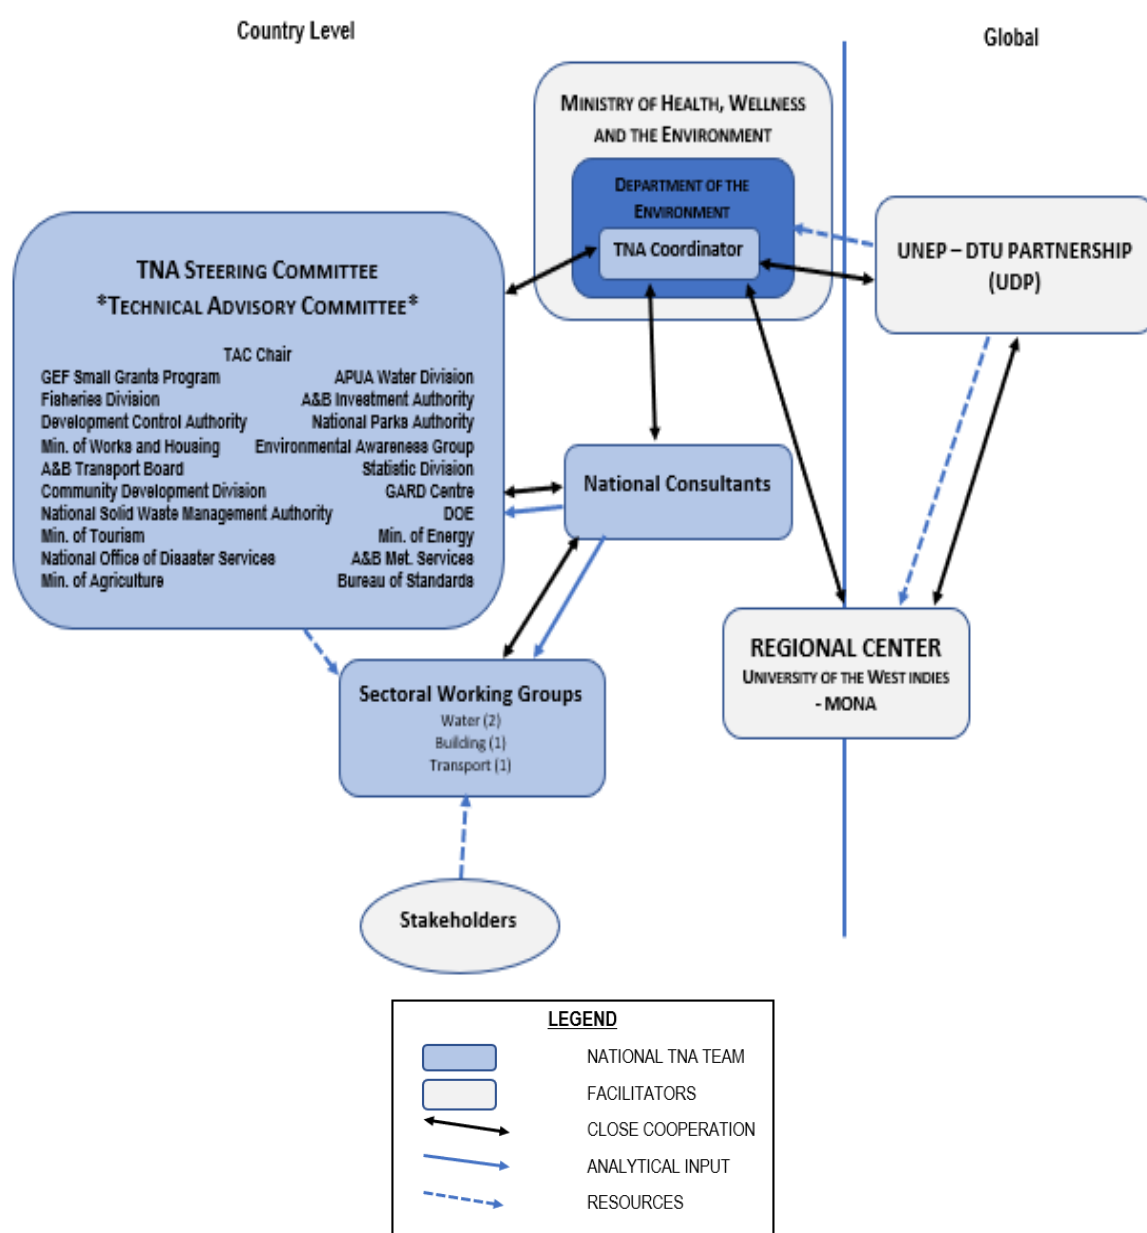 Country Level
Global
MINISTRY OF HEALTH, WELLNESS
AND THE ENVIRONMENT
DEPARTMENT OF THE
ENVIRONMENT
TNA Coordinator
UNEP – DTU PARTNERSHIP
(UDP)
TNA STEERING COMMITTEE
*TECHNICAL ADVISORY COMMITTEE*
TAC Chair
GEF Small Grants Program APUA Water Division
Fisheries Division A&B Investment Authority
Development Control Authority National Parks Authority
Min. of Works and Housing Environmental Awareness Group
A&B Transport Board Statistic Division
Community Development Division GARD Centre
National Solid Waste Management Authority DOE
Min. of Tourism Min. of Energy
National Office of Disaster Services A&B Met. Services
Min. of Agriculture Bureau of Standards
National Consultants
REGIONAL CENTER
UNIVERSITY OF THE WEST INDIES
- MONA
Sectoral Working Groups
Water (2)
Building (1)
Transport (1)
Stakeholders
LEGEND
NATIONAL TNA TEAM
FACILITATORS
CLOSE COOPERATION
ANALYTICAL INPUT
RESOURCES